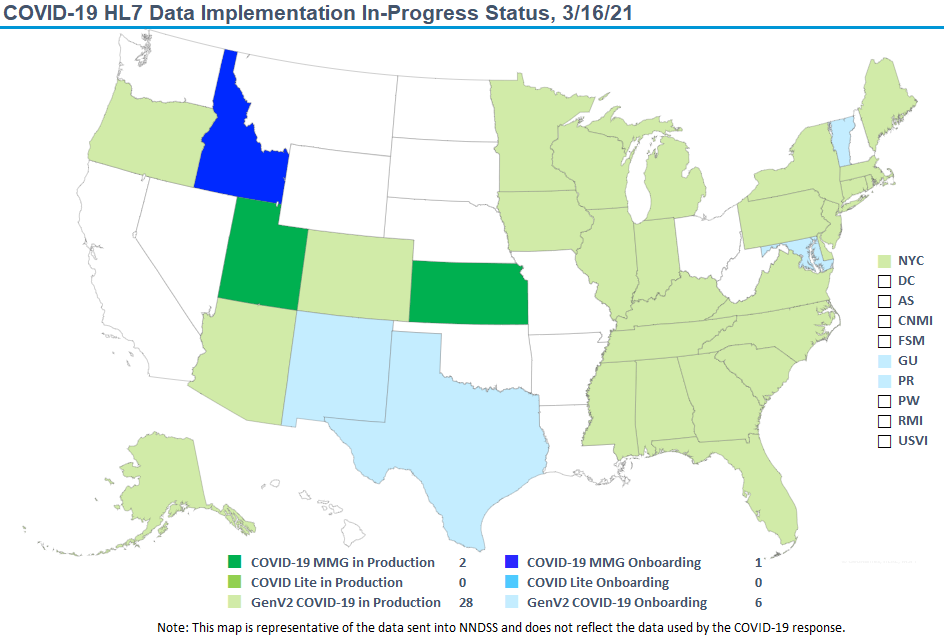 COVID-19 HL7 Data Implementation In-Progress Status, 3/16/21
NYC
DC
AS
CNMI
FSM
GU
PR
PW
RMI
USVI
COVID-19 MMG in Production 2
COVID-19 MMG Onboarding 1
COVID Lite in Production 0
COVID Lite Onboarding 0
GenV2 COVID-19 in Production 28
GenV2 COVID-19 Onboarding 6
Note: This map is representative of the data sent into NNDSS and does not reflect the data used by the COVID-19 response.